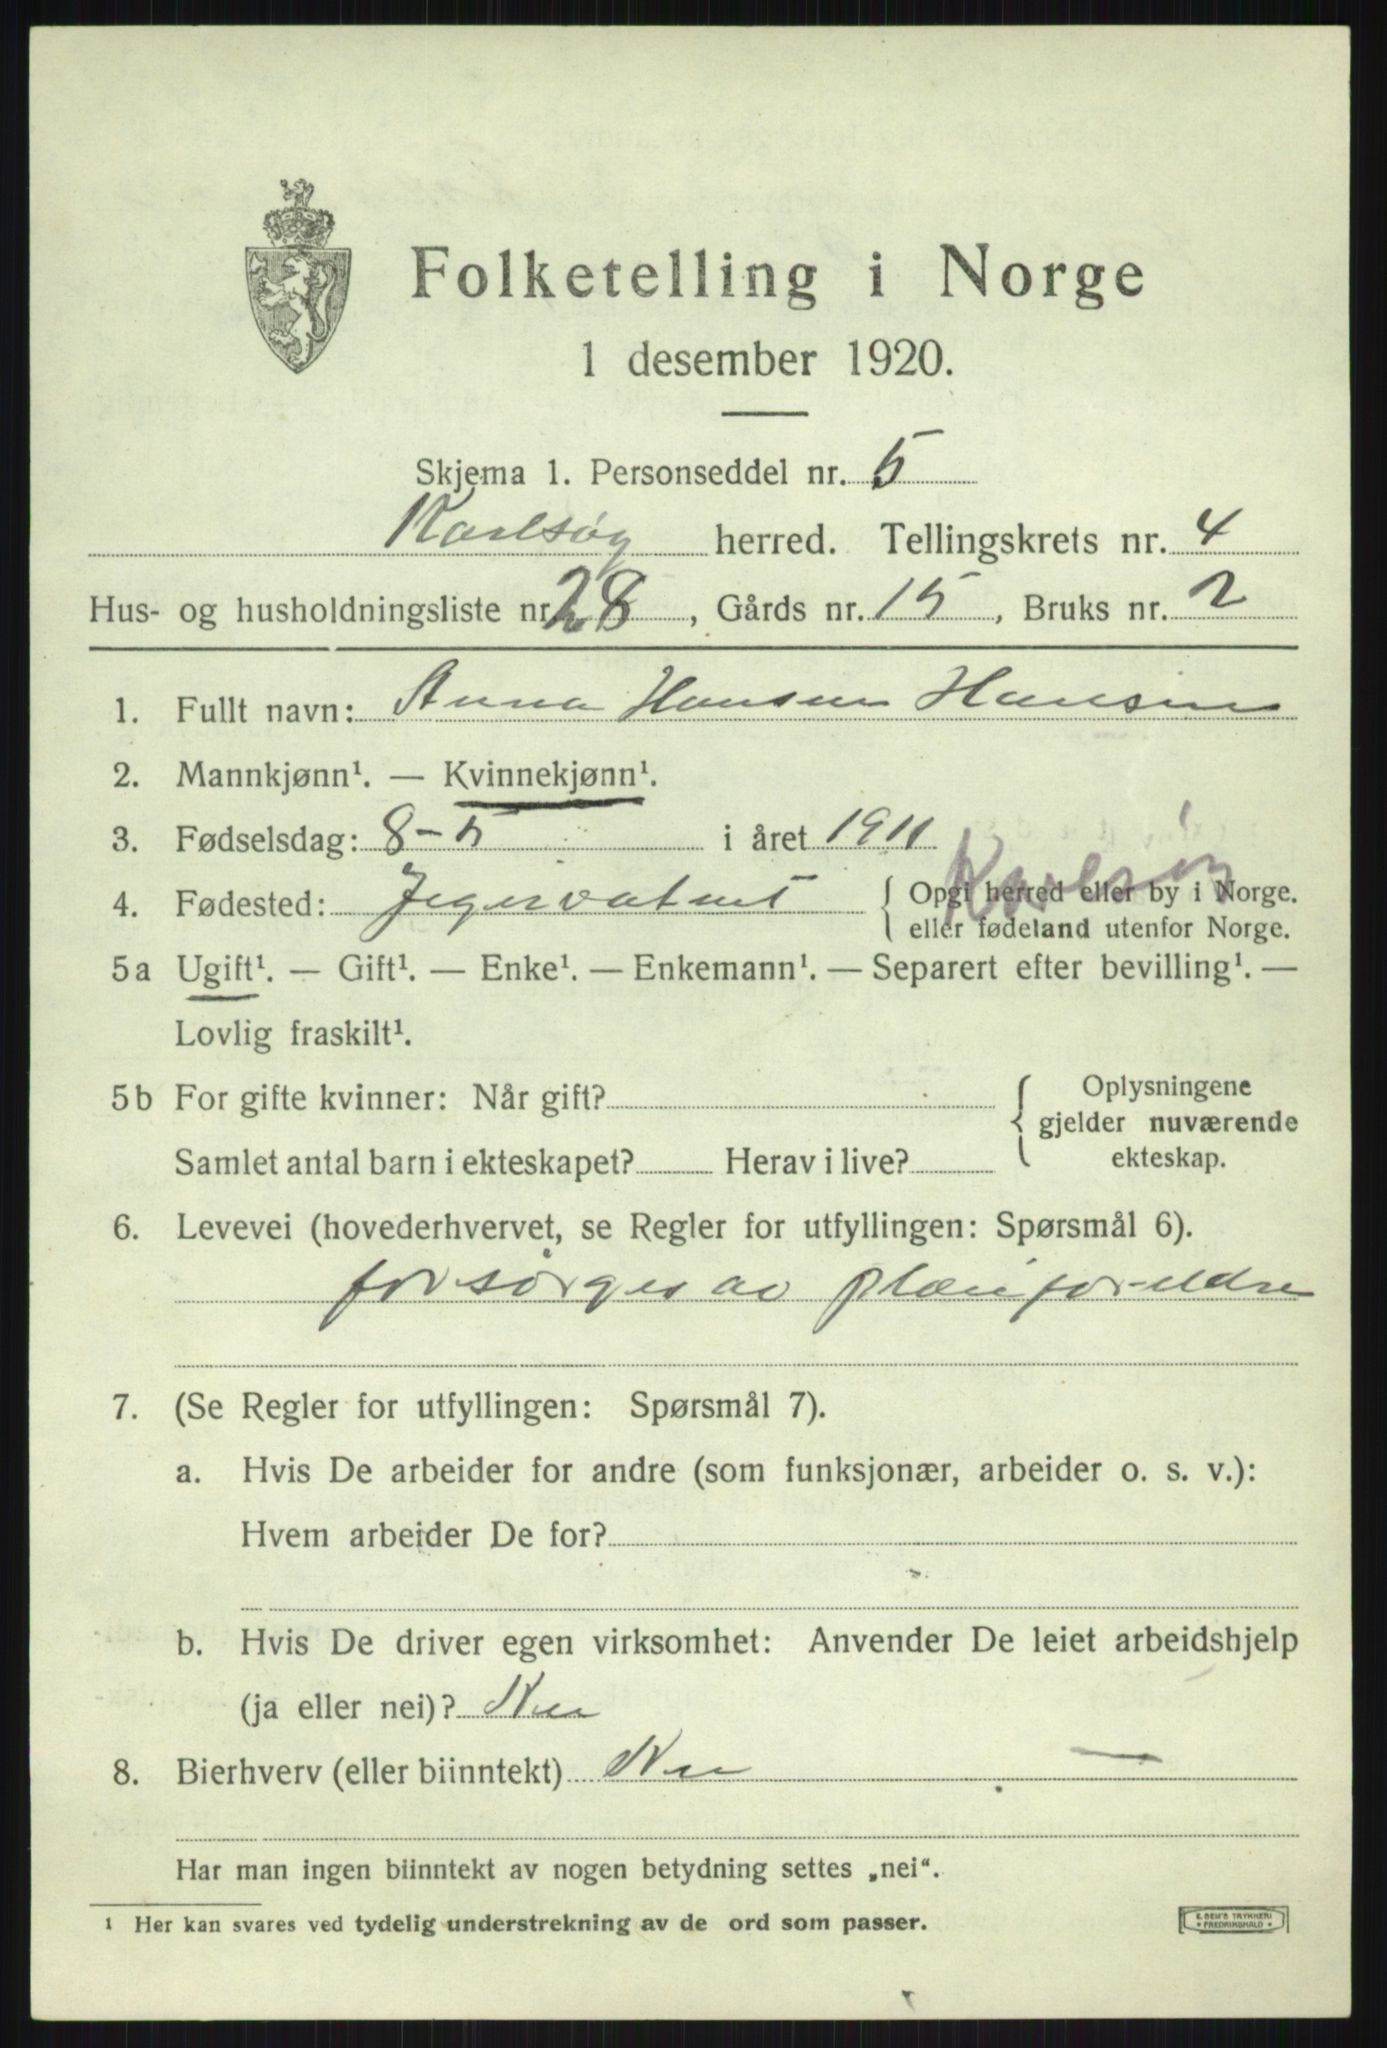 Folketelling i Norge
1 desember 1920.
Skjema 1. Personseddel nr. 5
Karlsøy herred. Tellingskrets nr. 4
Hus- og husholdningsliste nr. 28, Gårds nr. 15, Bruks nr. 2
1. Fullt navn: Anna Hansen Hansen
2. Mannkjønn¹. — Kvinnekjønn¹.
3. Fødselsdag: 8-5 i året 1911
Karlsøy
4. Fødested: Jegervatnet { Opgi herred eller by i Norge.
eller fødeland utenfor Norge.
5a Ugift¹. — Gift¹. — Enke¹. — Enkemann¹. — Separert efter bevilling¹. —
Lovlig fraskilt¹.
5b For gifte kvinner: Når gift? { Oplysningene
gjelder nuværende
Samlet antal barn i ekteskapet? Herav i live? ekteskap.
6. Levevei (hovederhvervet, se Regler for utfyllingen: Spørsmål 6).
forsørges av pleieforeldre
7. (Se Regler for utfyllingen: Spørsmål 7).
a. Hvis De arbeider for andre (som funksjonær, arbeider o. s. v.):
Hvem arbeider De for?
b. Hvis De driver egen virksomhet: Anvender De leiet arbeidshjelp
(ja eller nei)? Nei
8. Bierhverv (eller biinntekt) Nei —
Har man ingen biinntekt av nogen betydning settes „nei“.
¹ Her kan svares ved tydelig understrekning av de ord som passer.
E. SEM'S TRYKKERI
FREDRIKSHALD